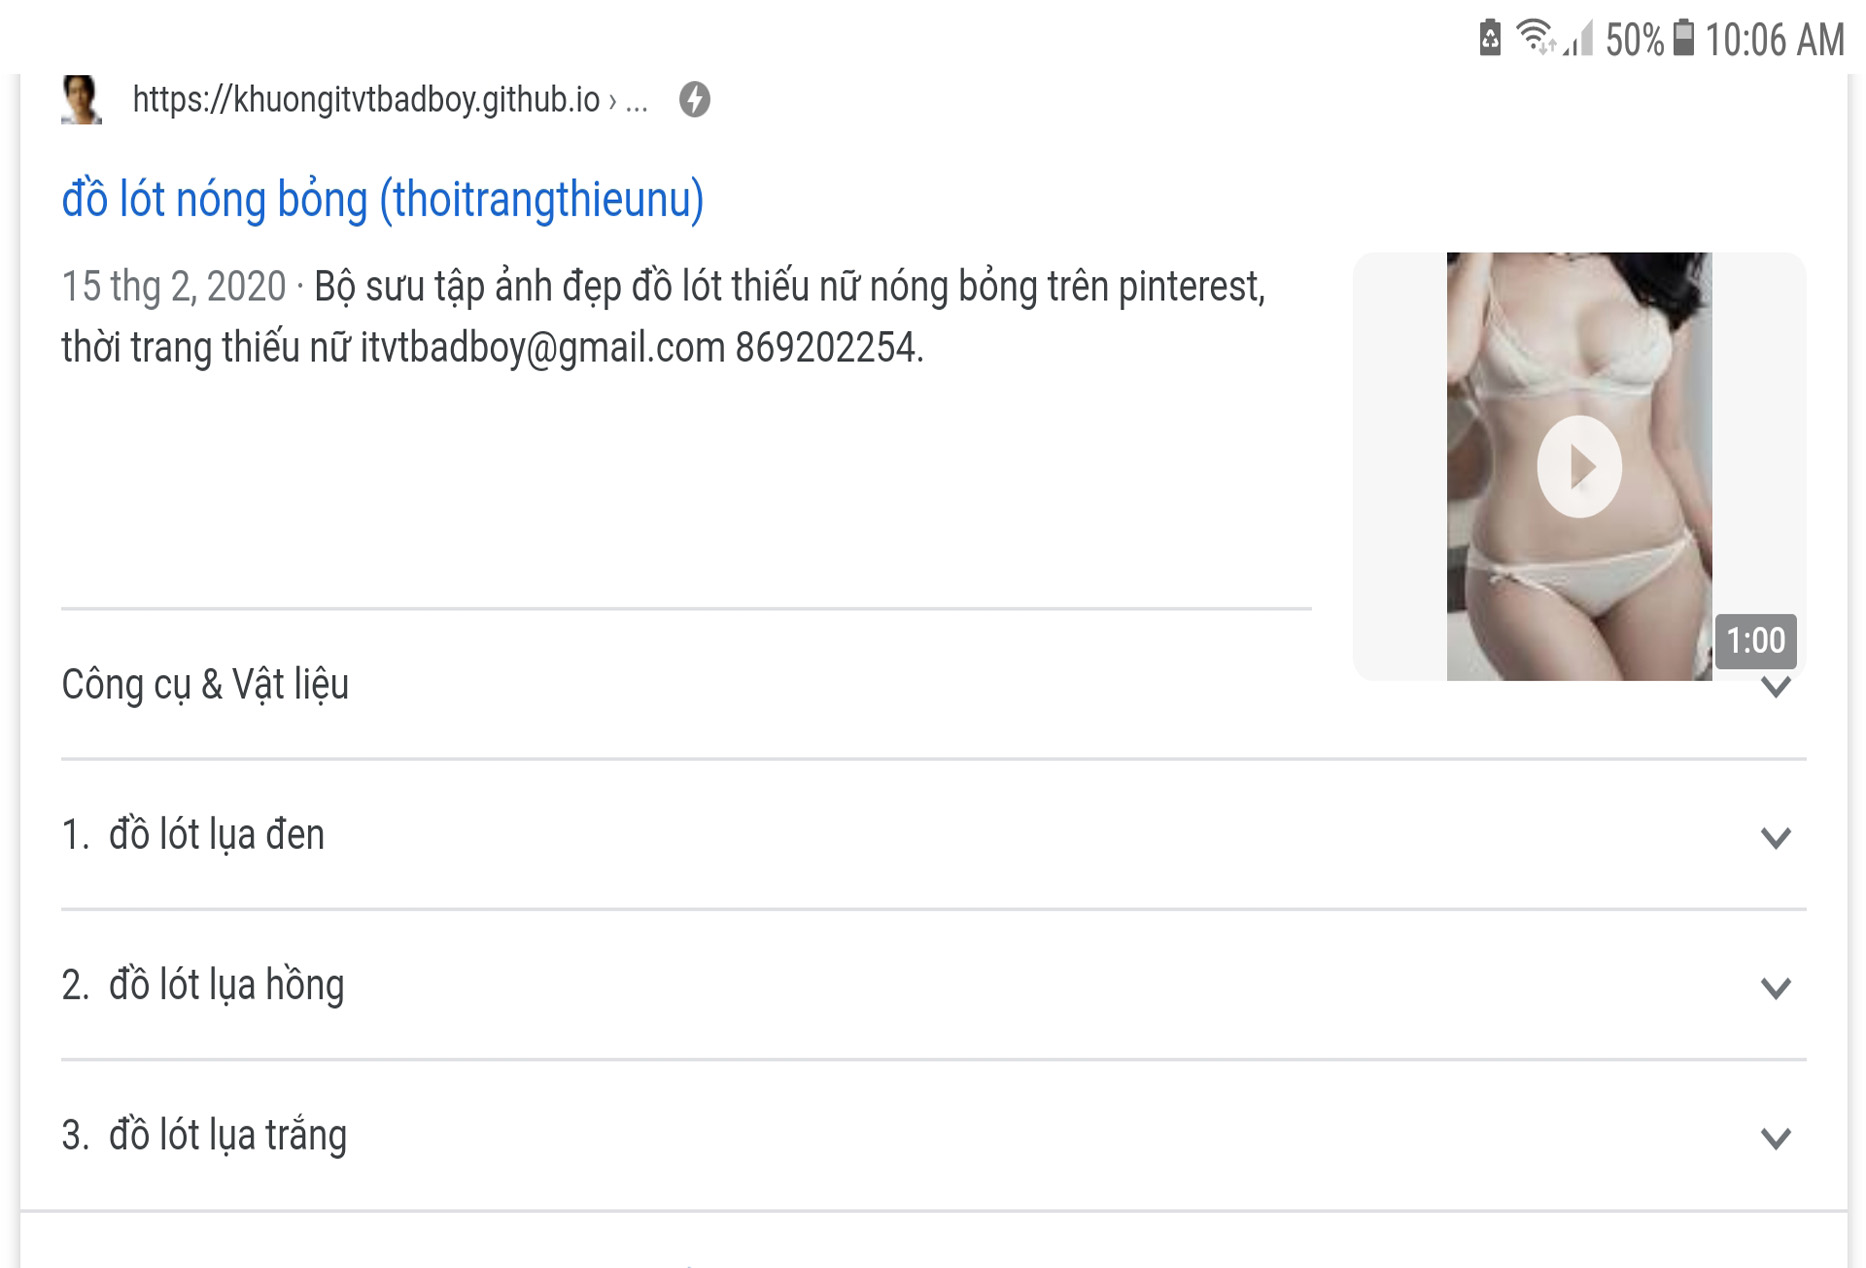 50% 10:06 AM
https://khuongitvtbadboy.github.io › ...
đồ lót nóng bỏng (thoitrangthieunu)
15 thg 2, 2020 · Bộ sưu tập ảnh đẹp đồ lót thiếu nữ nóng bỏng trên pinterest,
thời trang thiếu nữ itvtbadboy@gmail.com 869202254.
1:00
Công cụ & Vật liệu
1. đồ lót lụa đen
2. đồ lót lụa hồng
3. đồ lót lụa trắng